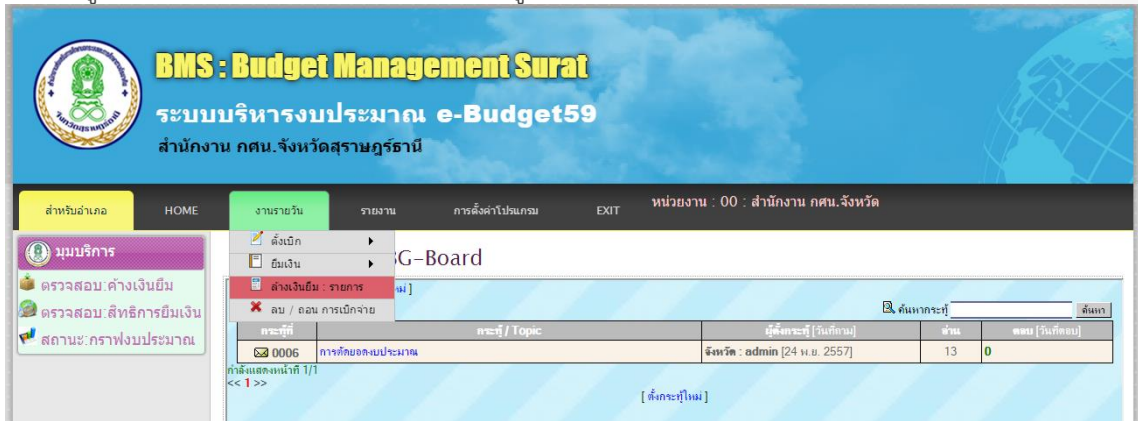 BMS : Budget Management Surat
ระบบบริหารงบประมาณ e-Budget59
สำนักงาน กศน.จังหวัดสุราษฎร์ธานี
สำหรับอำเภอ HOME งานรายวัน รายงาน การตั้งค่าโปรแกรม EXIT หน่วยงาน : 00 : สำนักงาน กศน.จังหวัด
มุมบริการ
ตรวจสอบ:ค้างเงินยืม
ตรวจสอบ:สิทธิการยืมเงิน
สถานะ:กราฟงบประมาณ
ตั้งเบิก
ยืมเงิน
ล้างเงินยืม : รายการ
ลบ / ถอน การเบิกจ่าย
G-Board
ค้นหากระทู้ ค้นหา
กระทู้ที่ กระทู้ / Topic ผู้ตั้งกระทู้ [วันที่ถาม] อ่าน ตอบ [วันที่ตอบ]
0006 การตัดยอดงบประมาณ จังหวัด : admin [24 พ.ย. 2557] 13 0
กำลังแสดงหน้าที่ 1/1
<< 1 >>
[ ตั้งกระทู้ใหม่ ]